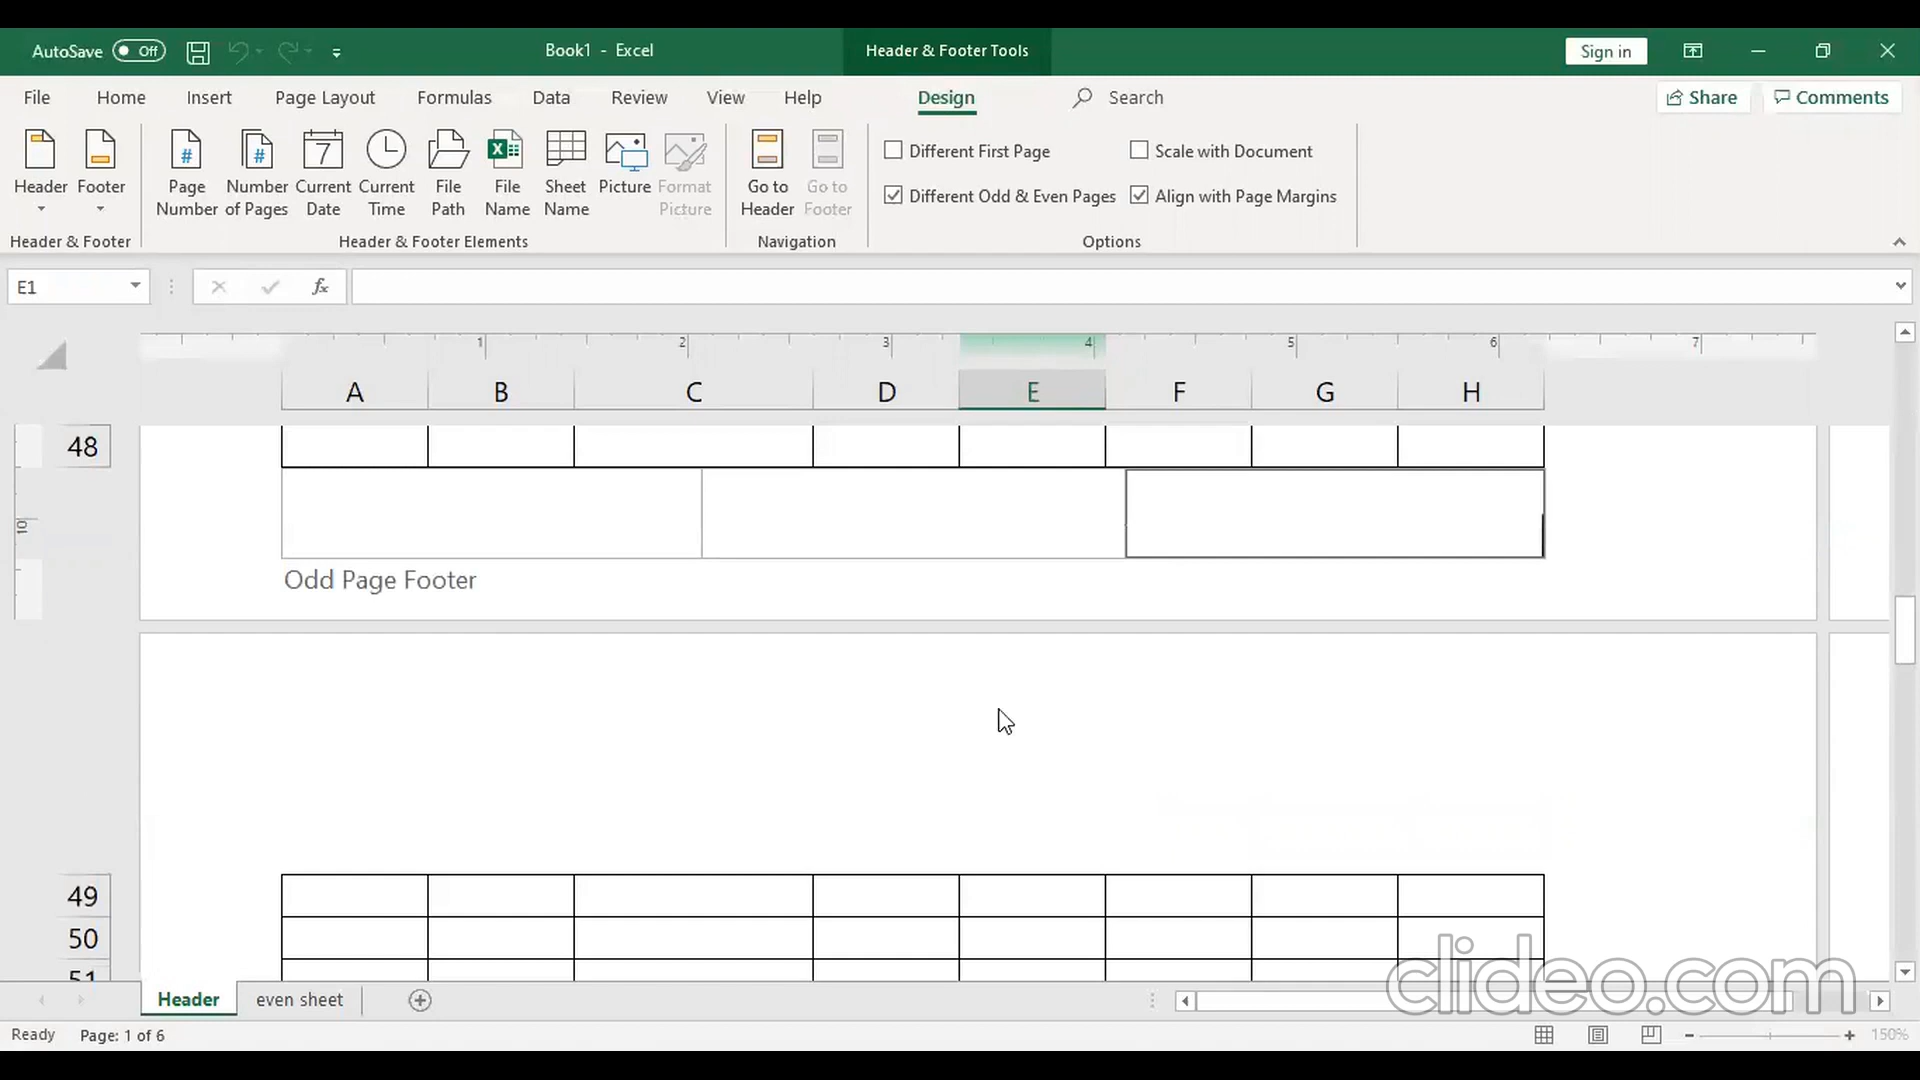 AutoSave Off Book1 - Excel Header & Footer Tools Sign in
File Home Insert Page Layout Formulas Data Review View Help Design Search Share Comments
Header Footer Page Number Number of Pages Current Date Current Time File Path File Name Sheet Name Picture Format Picture Go to Header Go to Footer
7
Different First Page Scale with Document
Different Odd & Even Pages Align with Page Margins
Header & Footer Header & Footer Elements Navigation Options
E1 fx
1 2 3 4 5 6 7
A B C D E F G H
48
10
Odd Page Footer
49
50
51
clideo.com
Header even sheet
Ready Page: 1 of 6 150%